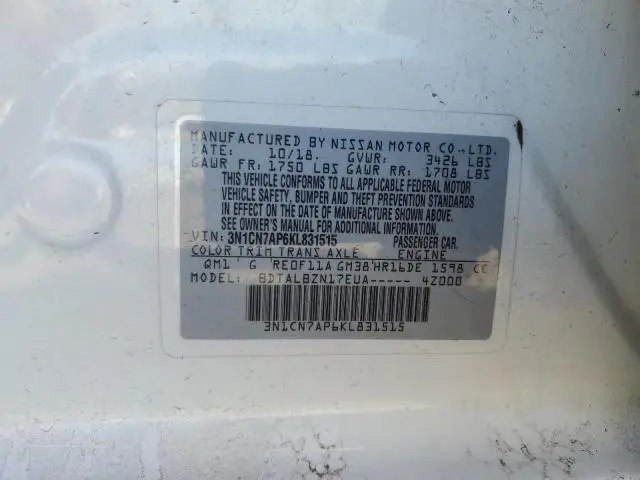 MANUFACTURED BY NISSAN MOTOR CO.,LTD.
DATE: 10/18. GVWR: 3426 LBS
GAWR FR: 1750 LBS GAWR RR: 1708 LBS
THIS VEHICLE CONFORMS TO ALL APPLICABLE FEDERAL MOTOR
VEHICLE SAFETY, BUMPER AND THEFT PREVENTION STANDARDS
IN EFFECT ON THE DATE OF MANUFACTURE SHOWN ABOVE.
SEE OWNER'S MANUAL FOR ADDITIONAL INFORMATION.
VIN: 3N1CN7AP6KL831515 PASSENGER CAR.
COLOR TRIM TRANS AXLE ENGINE
QM1 G RE0F11A GM38 HR16DE 1598 CC
MODEL: BDTALBZN17EUA----- 4Z000
3N1CN7AP6KL831515